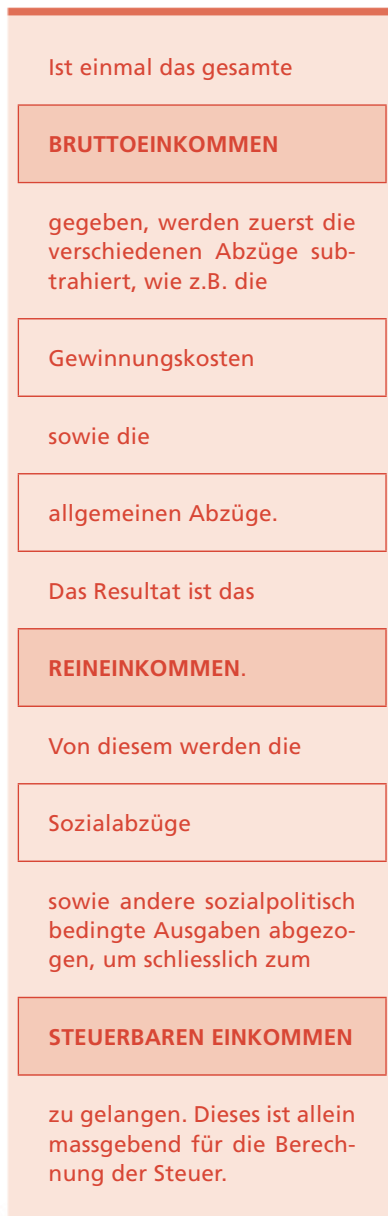 Ist einmal das gesamte
BRUTTOEINKOMMEN
gegeben, werden zuerst die
verschiedenen Abzüge sub-
trahiert, wie z.B. die
Gewinnungskosten
sowie die
allgemeinen Abzüge.
Das Resultat ist das
REINEINKOMMEN.
Von diesem werden die
Sozialabzüge
sowie andere sozialpolitisch
bedingte Ausgaben abgezo-
gen, um schliesslich zum
STEUERBAREN EINKOMMEN
zu gelangen. Dieses ist allein
massgebend für die Berech-
nung der Steuer.